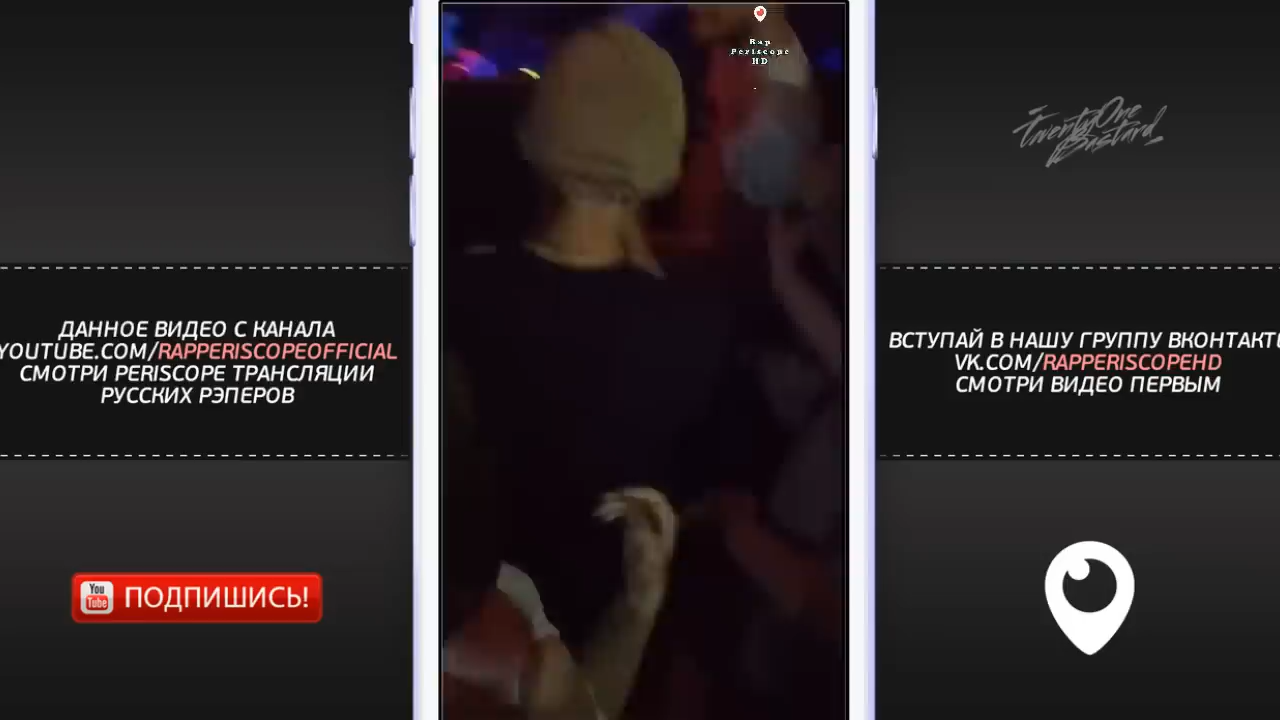 Rap
Periscope
HD
TwentyOne
Bastard
ДАННОЕ ВИДЕО С КАНАЛА
YOUTUBE.COM/RAPPERISCOPEOFFICIAL
СМОТРИ PERISCOPE ТРАНСЛЯЦИИ
РУССКИХ РЭПЕРОВ
ВСТУПАЙ В НАШУ ГРУППУ ВКОНТАКТЕ
VK.COM/RAPPERISCOPEHD
СМОТРИ ВИДЕО ПЕРВЫМ
You
Tube
ПОДПИШИСЬ!